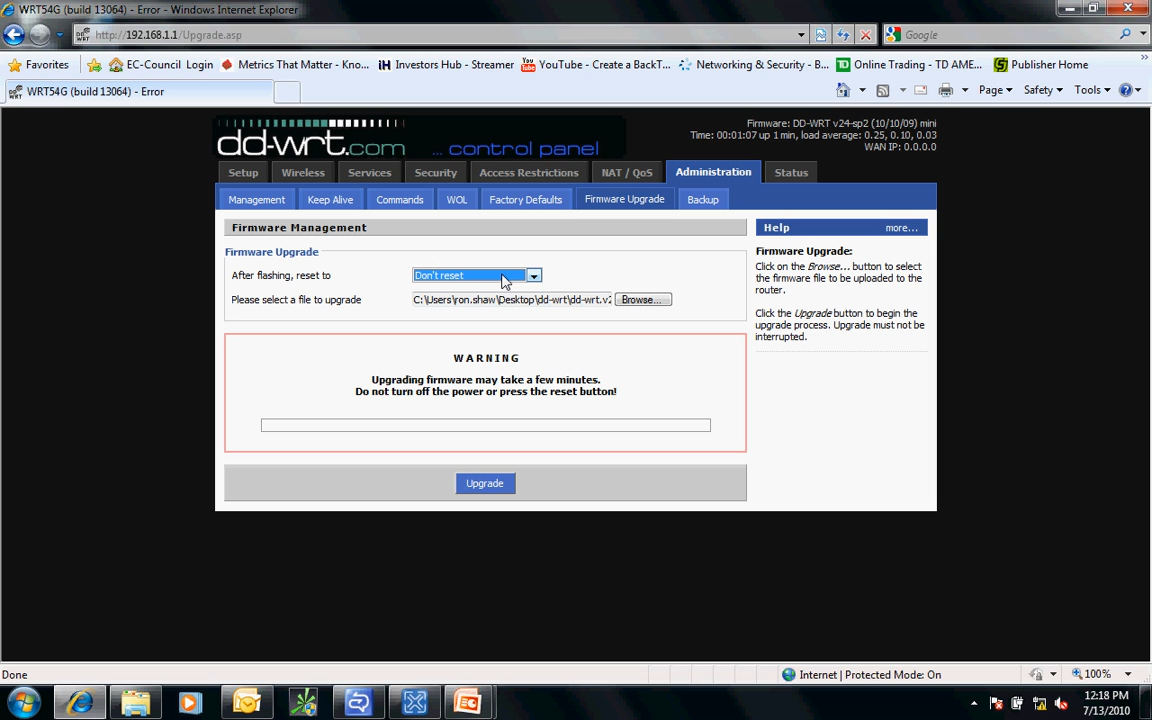 WRT54G (build 13064) - Error - Windows Internet Explorer
http://192.168.1.1/Upgrade.asp
Google
Favorites
EC-Council Login
Metrics That Matter - Kno...
Investors Hub - Streamer
YouTube - Create a BackT...
Networking & Security - B...
Online Trading - TD AME...
Publisher Home
WRT54G (build 13064) - Error
Page
Safety
Tools
dd-wrt.com ... control panel
Firmware: DD-WRT v24-sp2 (10/10/09) mini
Time: 00:01:07 up 1 min, load average: 0.25, 0.10, 0.03
WAN IP: 0.0.0.0
Setup
Wireless
Services
Security
Access Restrictions
NAT / QoS
Administration
Status
Management
Keep Alive
Commands
WOL
Factory Defaults
Firmware Upgrade
Backup
Firmware Management
Firmware Upgrade
After flashing, reset to
Don't reset
Please select a file to upgrade
C:\Users\ron.shaw\Desktop\dd-wrt\dd-wrt.v2
Browse...
WARNING
Upgrading firmware may take a few minutes.
Do not turn off the power or press the reset button!
Upgrade
Help
more...
Firmware Upgrade:
Click on the Browse... button to select
the firmware file to be uploaded to the
router.
Click the Upgrade button to begin the
upgrade process. Upgrade must not be
interrupted.
Done
Internet | Protected Mode: On
100%
12:18 PM
7/13/2010